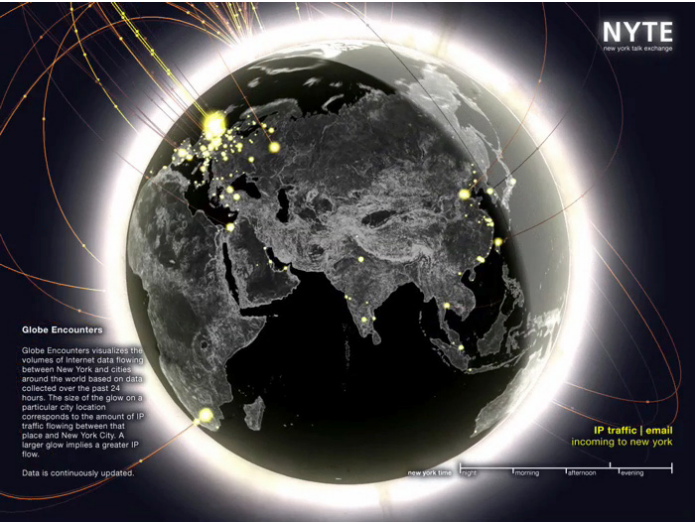 NYTE
new york talk exchange
Globe Encounters
Globe Encounters visualizes the
volumes of Internet data flowing
between New York and cities
around the world based on data
collected over the past 24
hours. The size of the glow on a
particular city location
corresponds to the amount of IP
traffic flowing between that
place and New York City. A
larger glow implies a greater IP
flow.
Data is continuously updated.
IP traffic | email
incoming to new york
new york time night morning afternoon evening